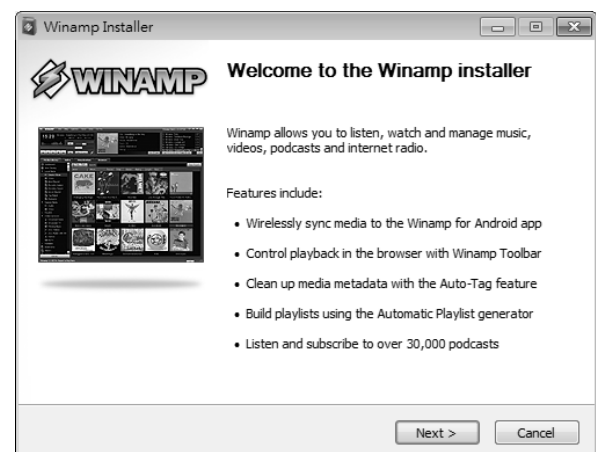 Winamp Installer
WINAMP
Welcome to the Winamp installer
Winamp allows you to listen, watch and manage music,
videos, podcasts and internet radio.
Features include:
• Wirelessly sync media to the Winamp for Android app
• Control playback in the browser with Winamp Toolbar
• Clean up media metadata with the Auto-Tag feature
• Build playlists using the Automatic Playlist generator
• Listen and subscribe to over 30,000 podcasts
Next >
Cancel